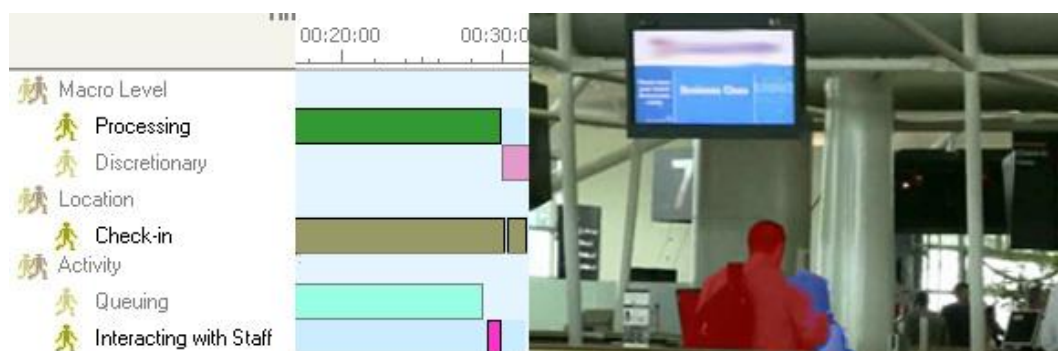 00:20:00 00:30:0
Macro Level
Processing
Discretionary
Location
Check-in
Activity
Queuing
Interacting with Staff
Business Class
7